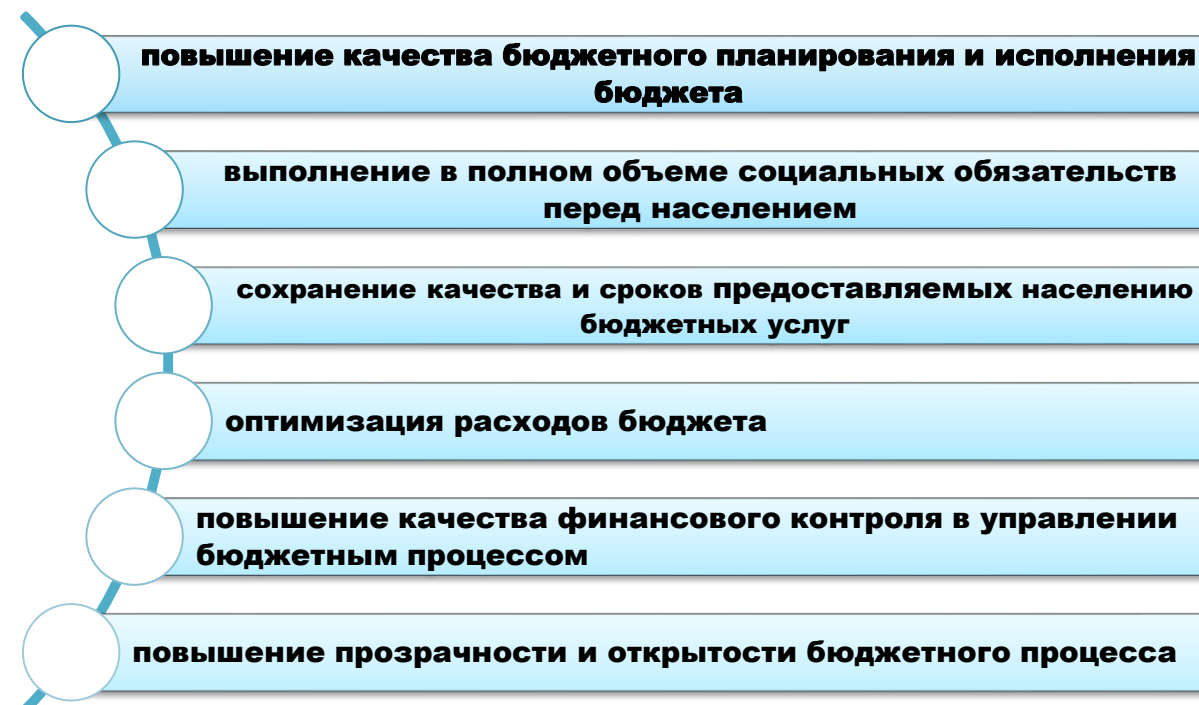 повышение качества бюджетного планирования и исполнения
бюджета
выполнение в полном объеме социальных обязательств
перед населением
сохранение качества и сроков предоставляемых населению
бюджетных услуг
оптимизация расходов бюджета
повышение качества финансового контроля в управлении
бюджетным процессом
повышение прозрачности и открытости бюджетного процесса